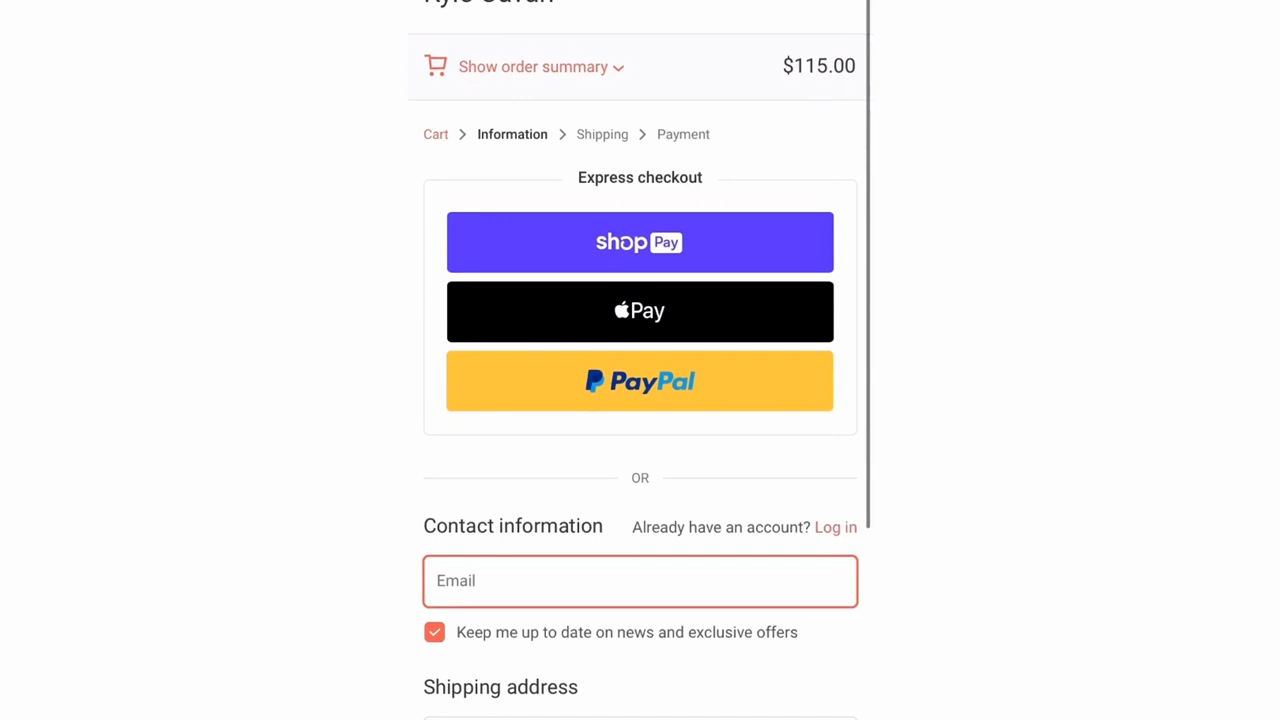 Show order summary
$115.00
Cart > Information > Shipping > Payment
Express checkout
shop Pay
Pay
PayPal
OR
Contact information
Already have an account? Log in
Email
Keep me up to date on news and exclusive offers
Shipping address